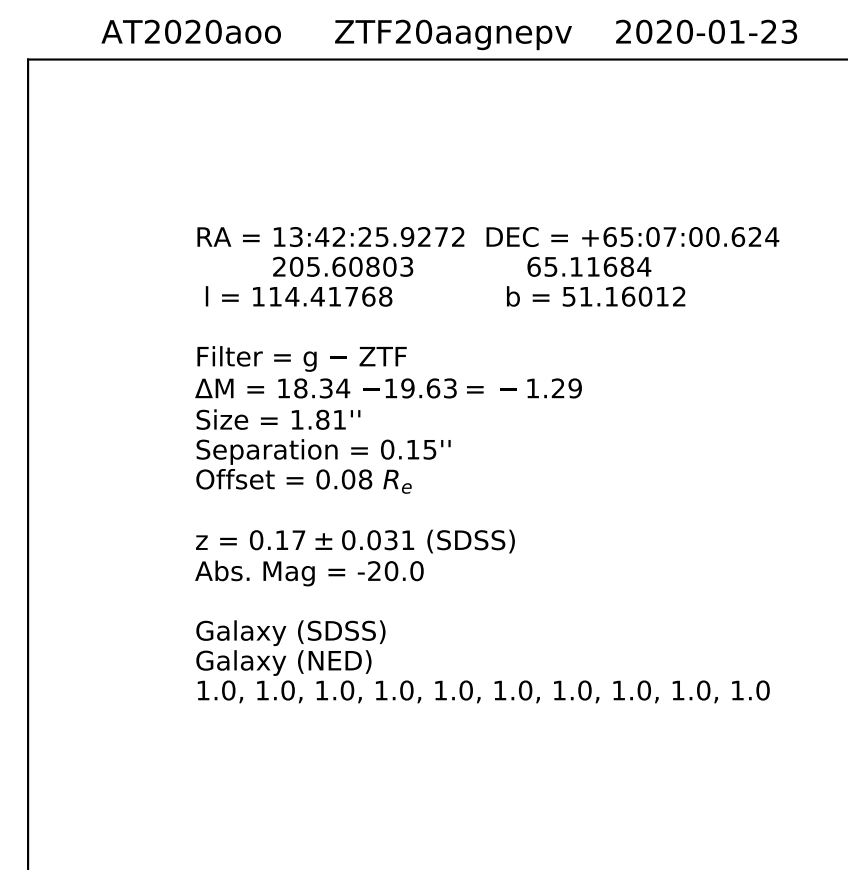 AT2020aoo ZTF20aagnepv 2020-01-23
RA = 13:42:25.9272 DEC = +65:07:00.624
205.60803 65.11684
l = 114.41768 b = 51.16012
Filter = g − ZTF
ΔM = 18.34 −19.63 = − 1.29
Size = 1.81''
Separation = 0.15''
Offset = 0.08 Re
z = 0.17 ± 0.031 (SDSS)
Abs. Mag = -20.0
Galaxy (SDSS)
Galaxy (NED)
1.0, 1.0, 1.0, 1.0, 1.0, 1.0, 1.0, 1.0, 1.0, 1.0